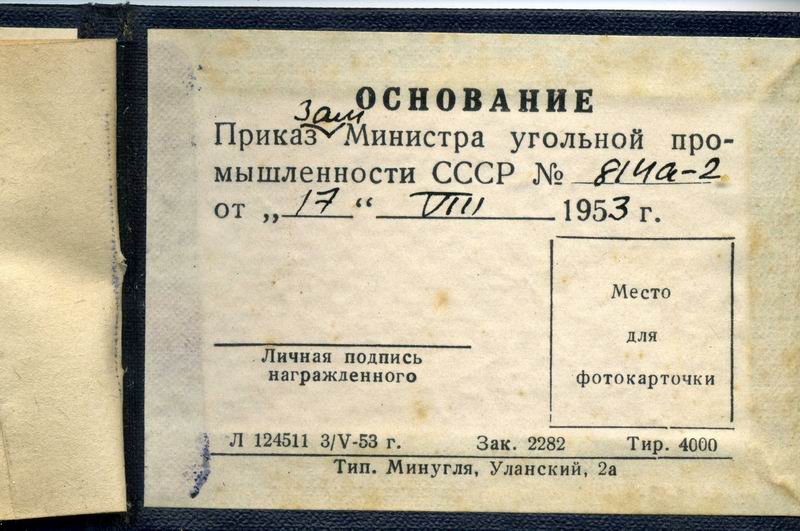 ОСНОВАНИЕ
Зам
Приказ Министра угольной про-
мышленности СССР № 814а-2
от „17“ VIII 1953 г.
Место
для
фотокарточки
Личная подпись
награжденного
Л 124511 3/V-53 г. Зак. 2282 Тир. 4000
Тип. Минугля, Уланский, 2а